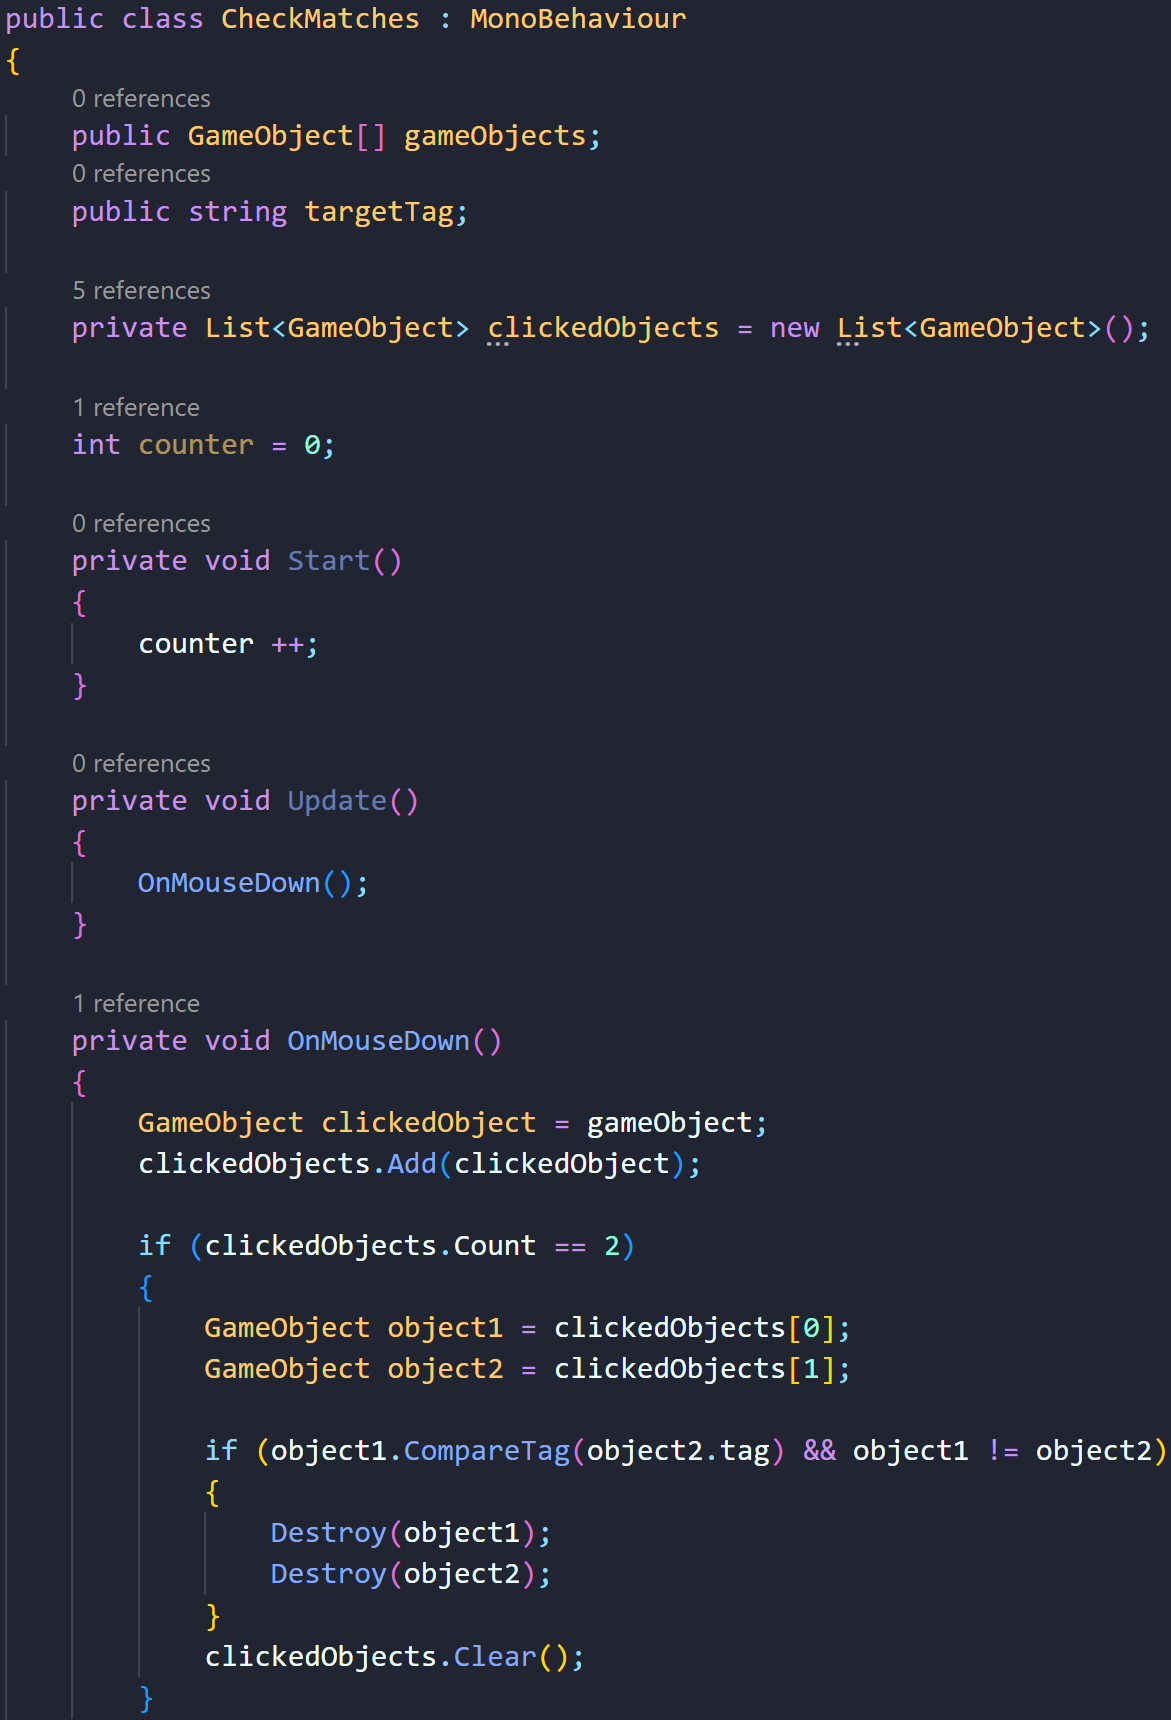 public class CheckMatches : MonoBehaviour
{
0 references
public GameObject[] gameObjects;
0 references
public string targetTag;
5 references
private List<GameObject> clickedObjects = new List<GameObject>();
1 reference
int counter = 0;
0 references
private void Start()
{
counter ++;
}
0 references
private void Update()
{
OnMouseDown();
}
1 reference
private void OnMouseDown()
{
GameObject clickedObject = gameObject;
clickedObjects.Add(clickedObject);
if (clickedObjects.Count == 2)
{
GameObject object1 = clickedObjects[0];
GameObject object2 = clickedObjects[1];
if (object1.CompareTag(object2.tag) && object1 != object2)
{
Destroy(object1);
Destroy(object2);
}
clickedObjects.Clear();
}